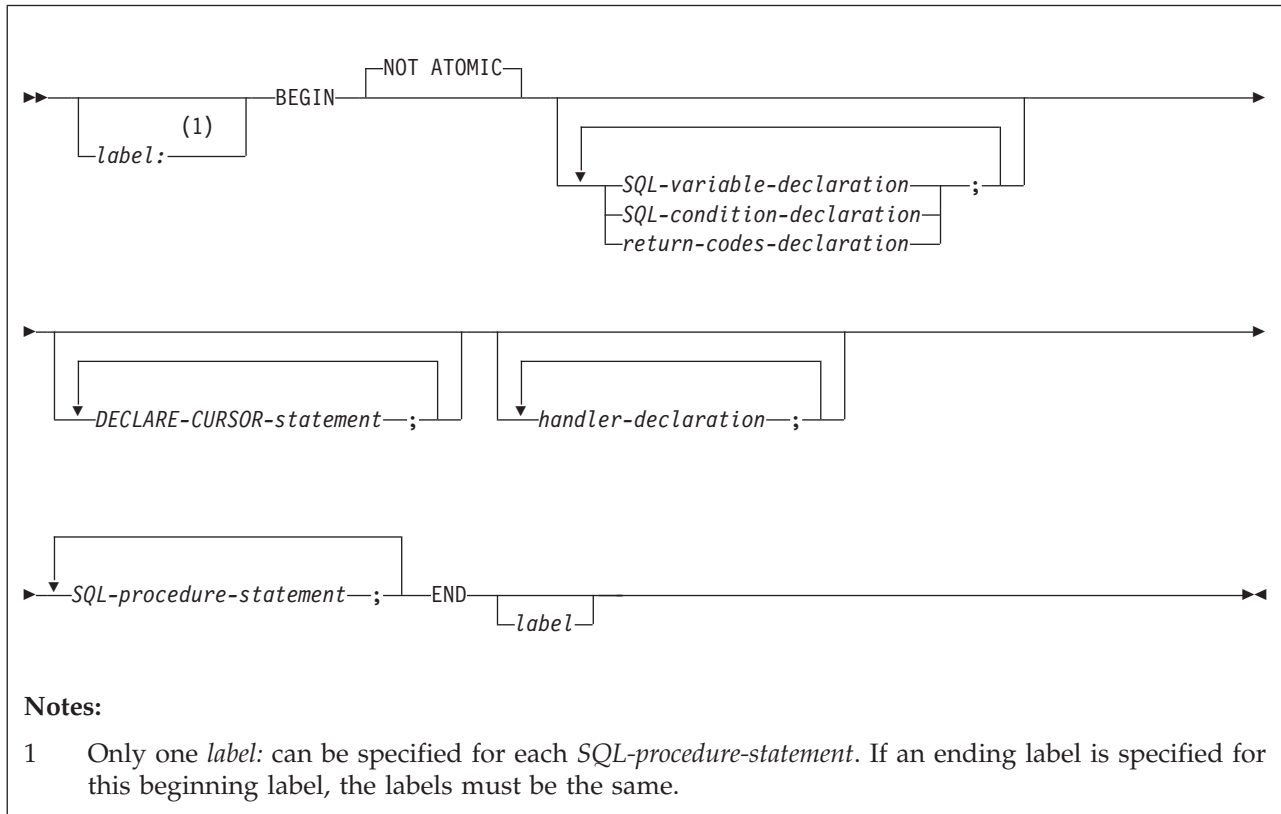 NOT ATOMIC
BEGIN
(1)
label:
SQL-variable-declaration ;
SQL-condition-declaration
return-codes-declaration
DECLARE-CURSOR-statement ; handler-declaration ;
SQL-procedure-statement ; END
label
Notes:
1 Only one label: can be specified for each SQL-procedure-statement. If an ending label is specified for
this beginning label, the labels must be the same.